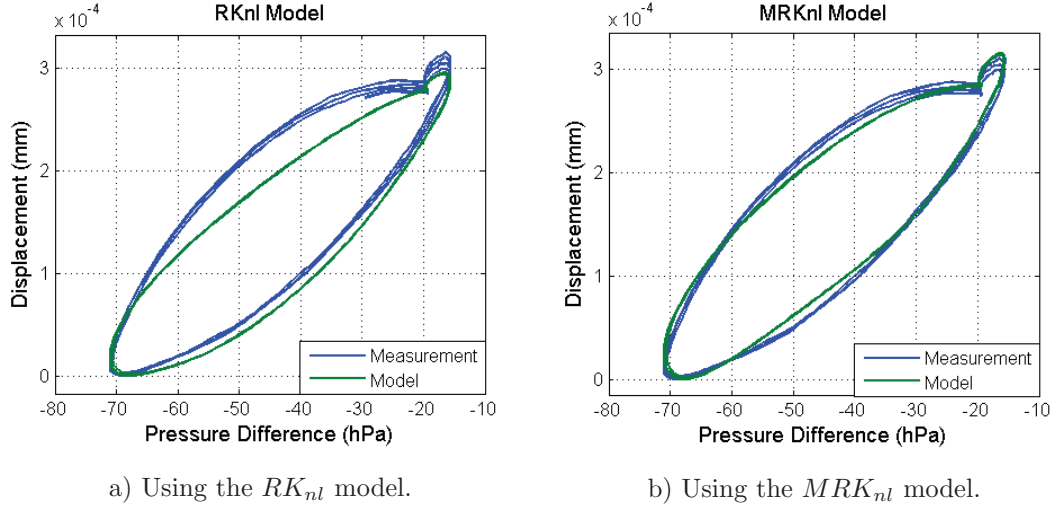 x 10⁻⁴
RKnl Model
3
2
1
0
-80 -70 -60 -50 -40 -30 -20 -10
Displacement (mm)
Pressure Difference (hPa)
Measurement
Model
a) Using the RKₙₗ model.
x 10⁻⁴
MRKnl Model
3
2
1
0
-80 -70 -60 -50 -40 -30 -20 -10
Displacement (mm)
Pressure Difference (hPa)
Measurement
Model
b) Using the MRKₙₗ model.